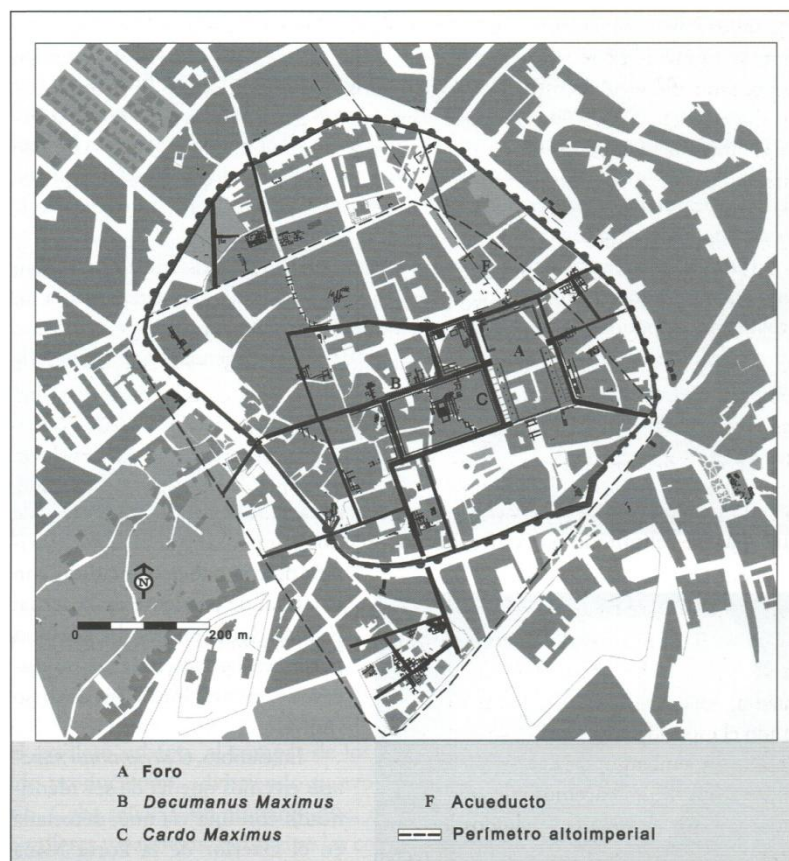 F
A
B
C
N
0 200 m.
A Foro
B Decumanus Maximus
C Cardo Maximus
F Acueducto
Perímetro altoimperial